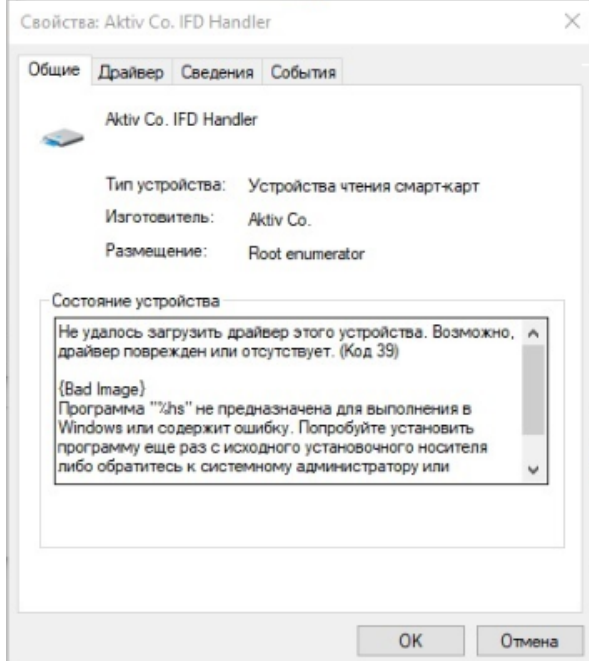 Свойства: Aktiv Co. IFD Handler
Общие Драйвер Сведения События
Aktiv Co. IFD Handler
Тип устройства: Устройства чтения смарт-карт
Изготовитель: Aktiv Co.
Размещение: Root enumerator
Состояние устройства
Не удалось загрузить драйвер этого устройства. Возможно,
драйвер поврежден или отсутствует. (Код 39)
{Bad Image}
Программа "%hs" не предназначена для выполнения в
Windows или содержит ошибку. Попробуйте установить
программу еще раз с исходного установочного носителя
либо обратитесь к системному администратору или
OK Отмена